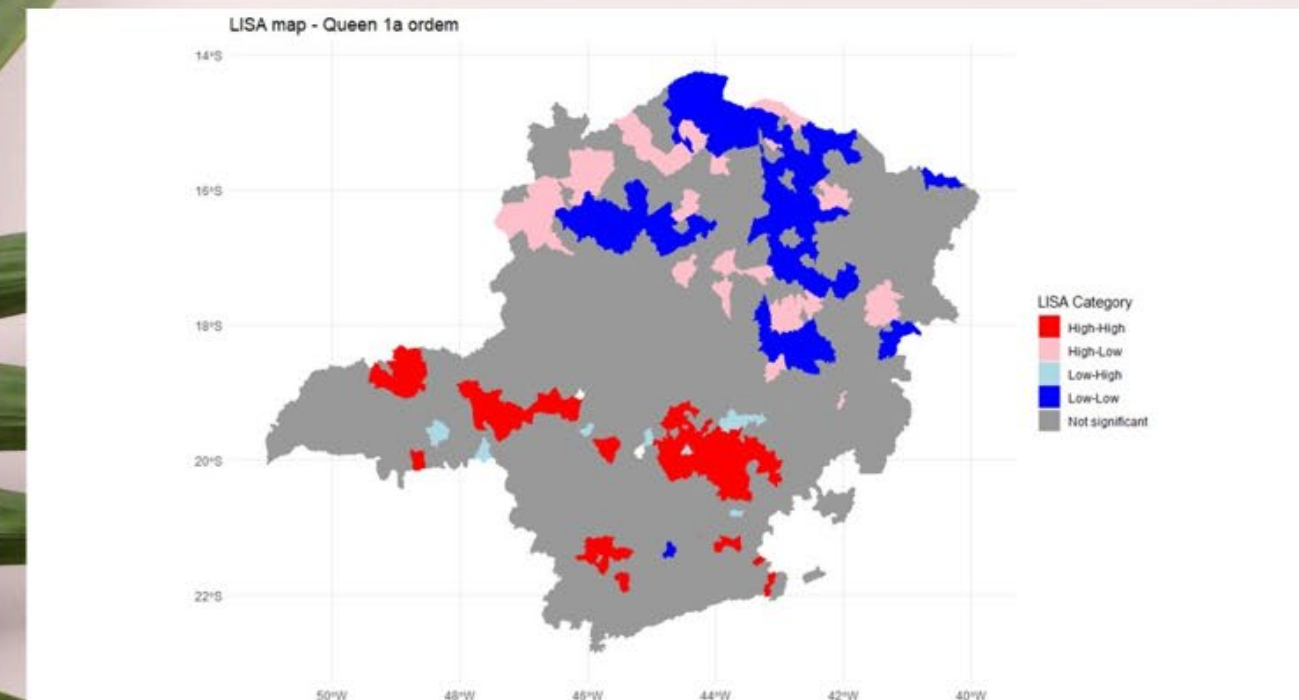 LISA map - Queen 1a ordem
14°S
16°S
18°S
20°S
22°S
50°W
48°W
46°W
44°W
42°W
40°W
LISA Category
High-High
High-Low
Low-High
Low-Low
Not significant